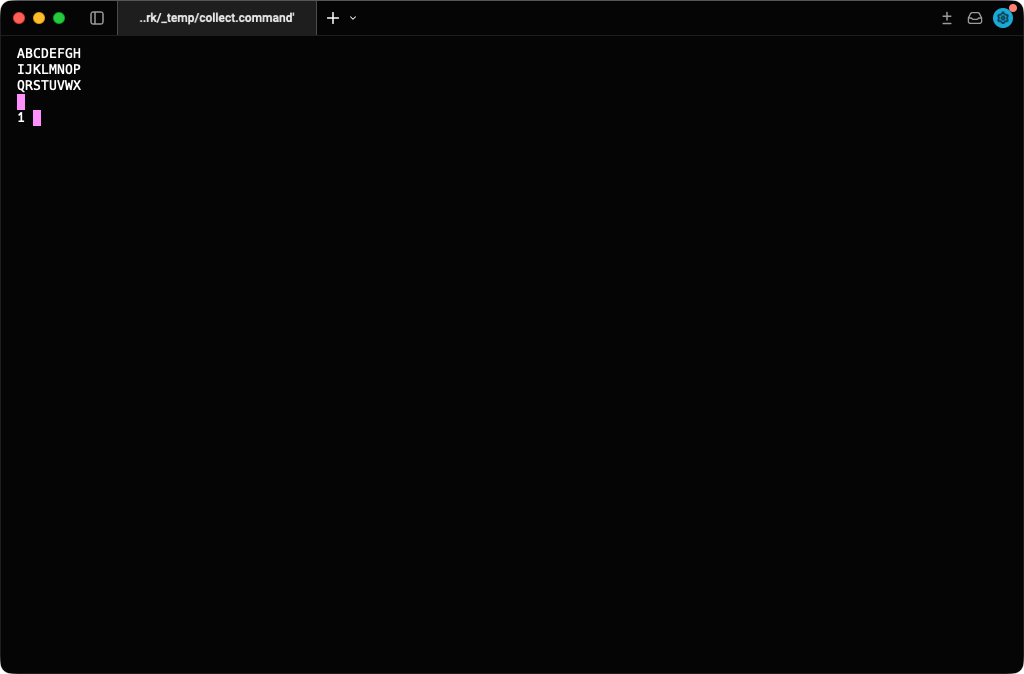 ..rk/_temp/collect.command'
ABCDEFGH
IJKLMNOP
QRSTUVWX
1